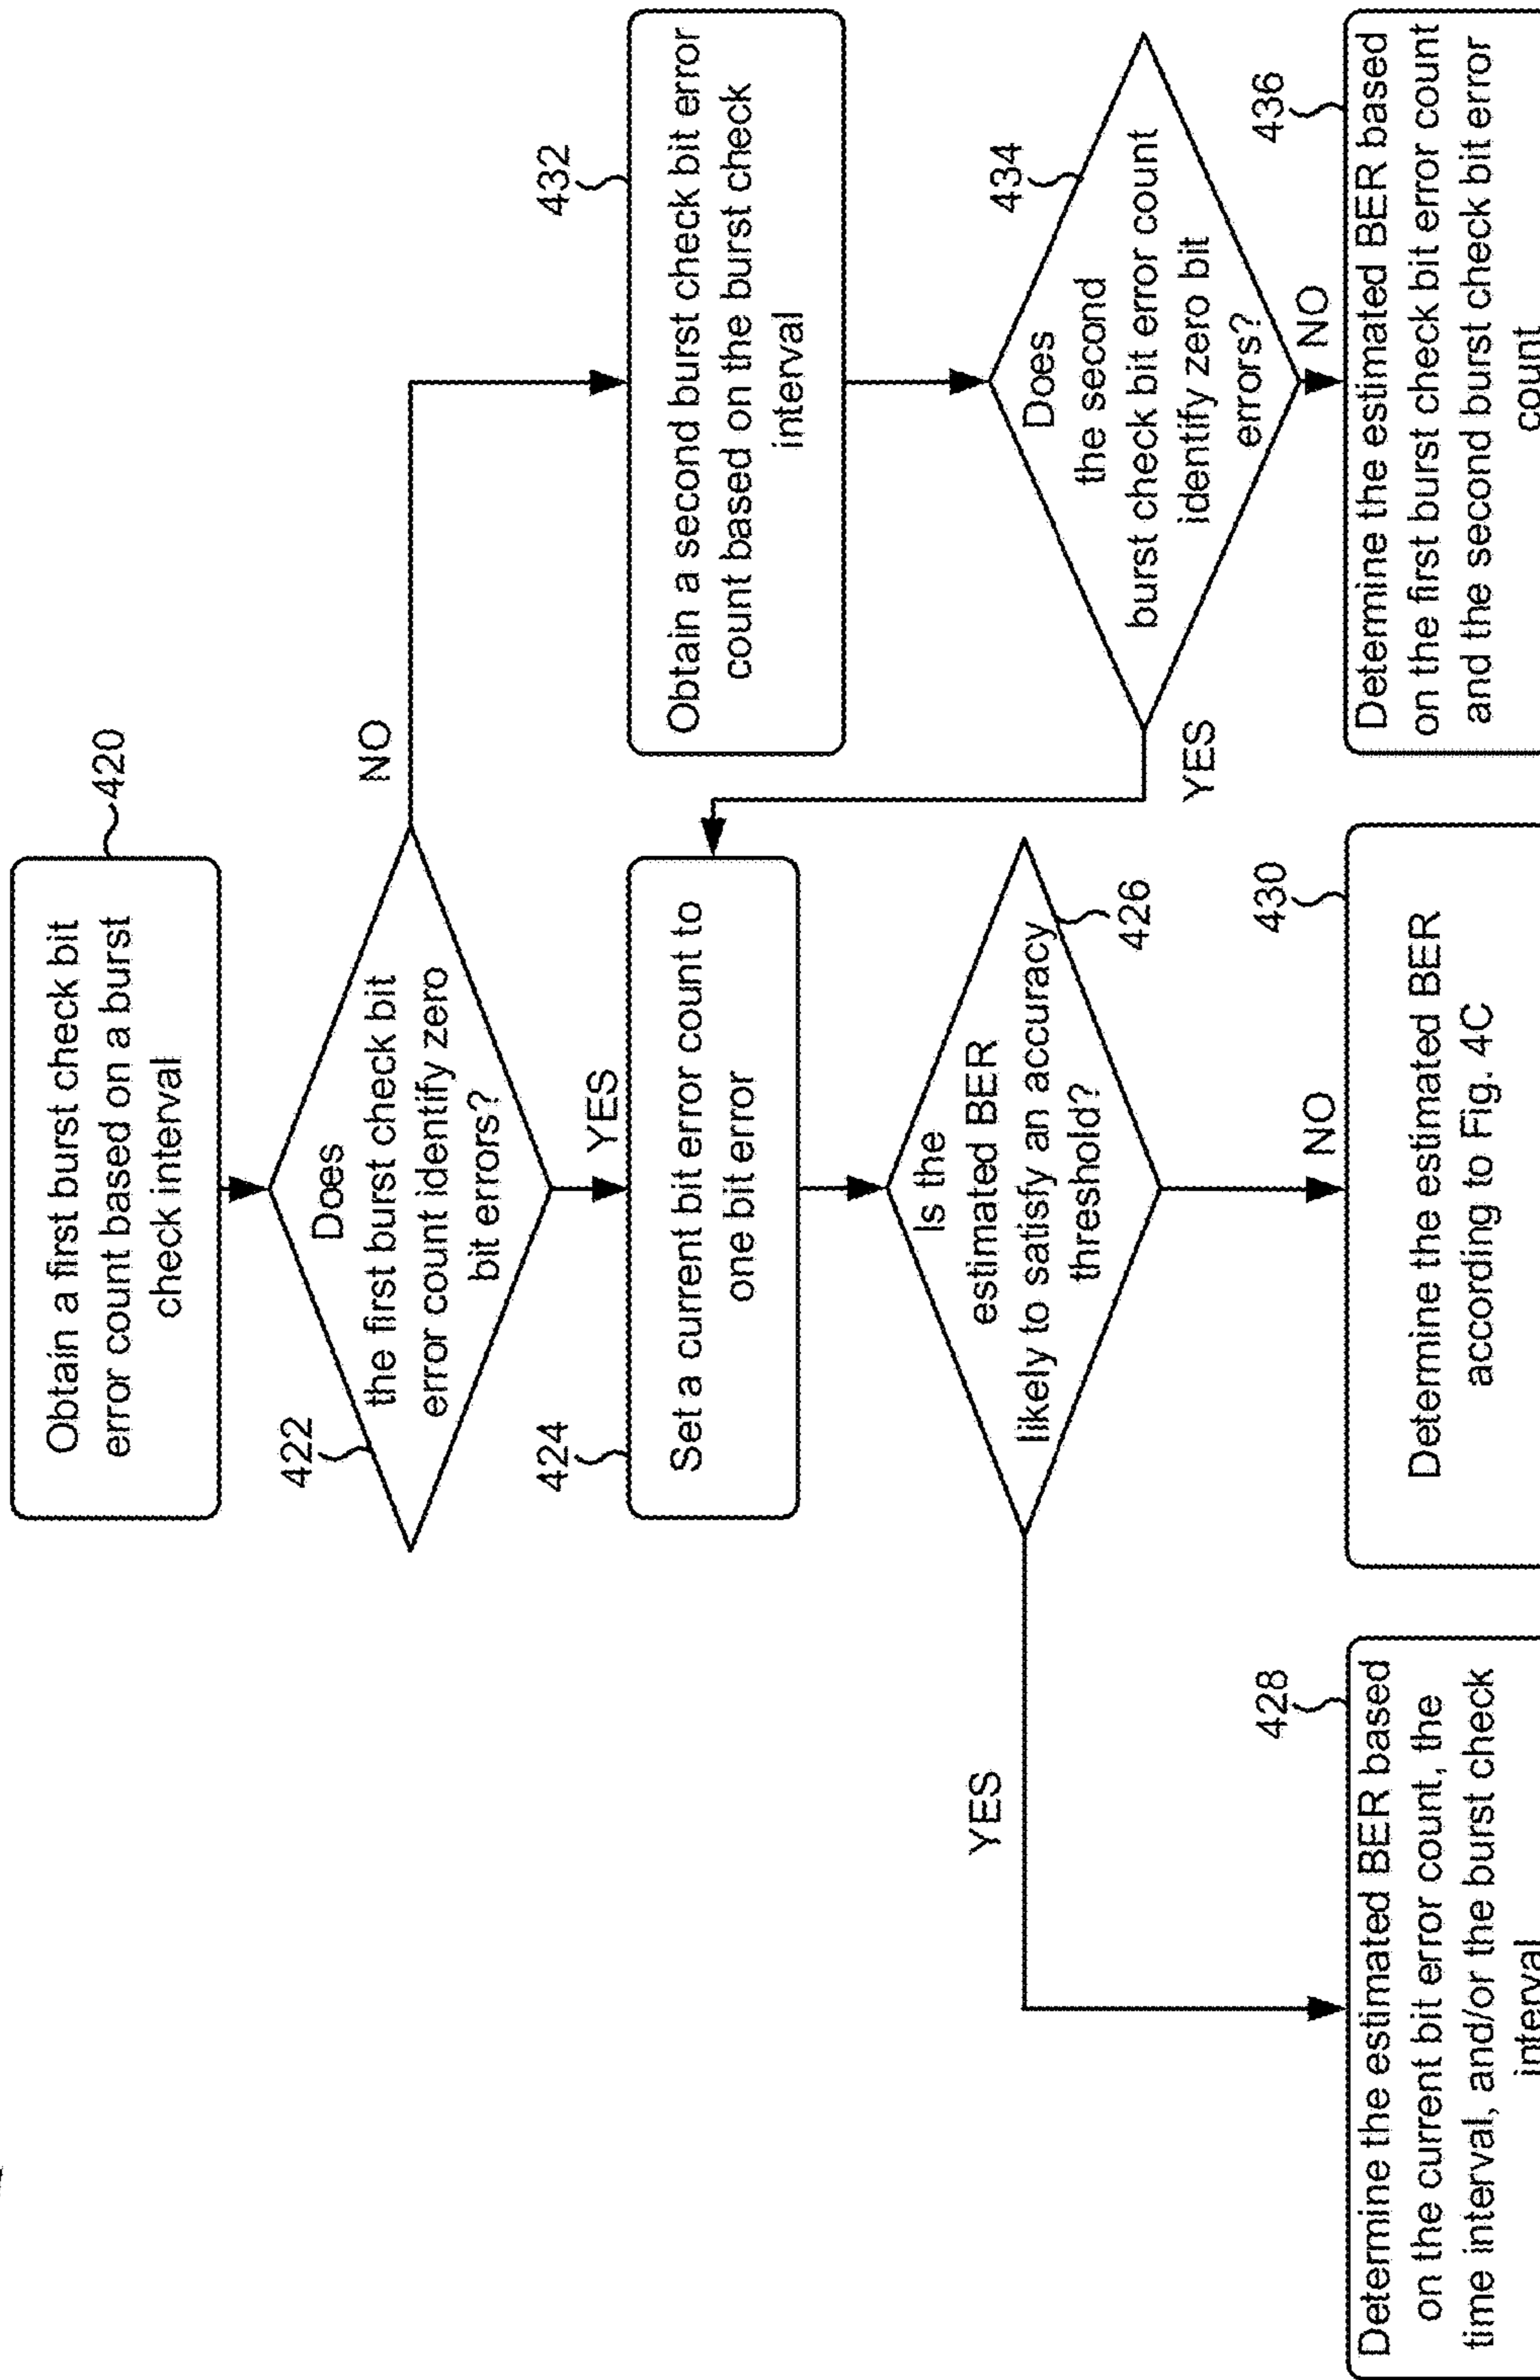 420
Obtain a first burst check bit
error count based on a burst
check interval
422
Does
the first burst check bit
error count identify zero
bit errors?
NO
YES
424
Set a current bit error count to
one bit error
432
Obtain a second burst check bit error
count based on the burst check
interval
426
Is the
estimated BER
likely to satisfy an accuracy
threshold?
YES
NO
434
Does
the second
burst check bit error count
identify zero bit
errors?
YES
NO
428
Determine the estimated BER based
on the current bit error count, the
time interval, and/or the burst check
interval
430
Determine the estimated BER
according to Fig. 4C
436
Determine the estimated BER based
on the first burst check bit error count
and the second burst check bit error
count